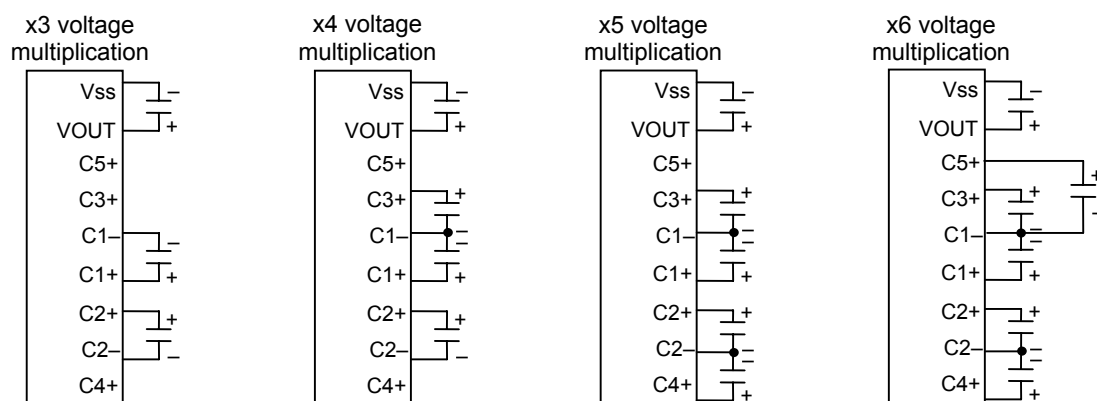 x3 voltage
multiplication
Vss
–
VOUT
+
C5+
C3+
C1–
–
C1+
+
C2+
+
C2–
–
C4+
x4 voltage
multiplication
Vss
–
VOUT
+
C5+
C3+
+
C1–
–
–
C1+
+
C2+
+
C2–
–
C4+
x5 voltage
multiplication
Vss
–
VOUT
+
C5+
C3+
+
C1–
–
–
C1+
+
C2+
+
C2–
–
–
C4+
+
x6 voltage
multiplication
Vss
–
VOUT
+
C5+
+
C3+
+
–
C1–
–
–
C1+
+
C2+
+
C2–
–
–
C4+
+